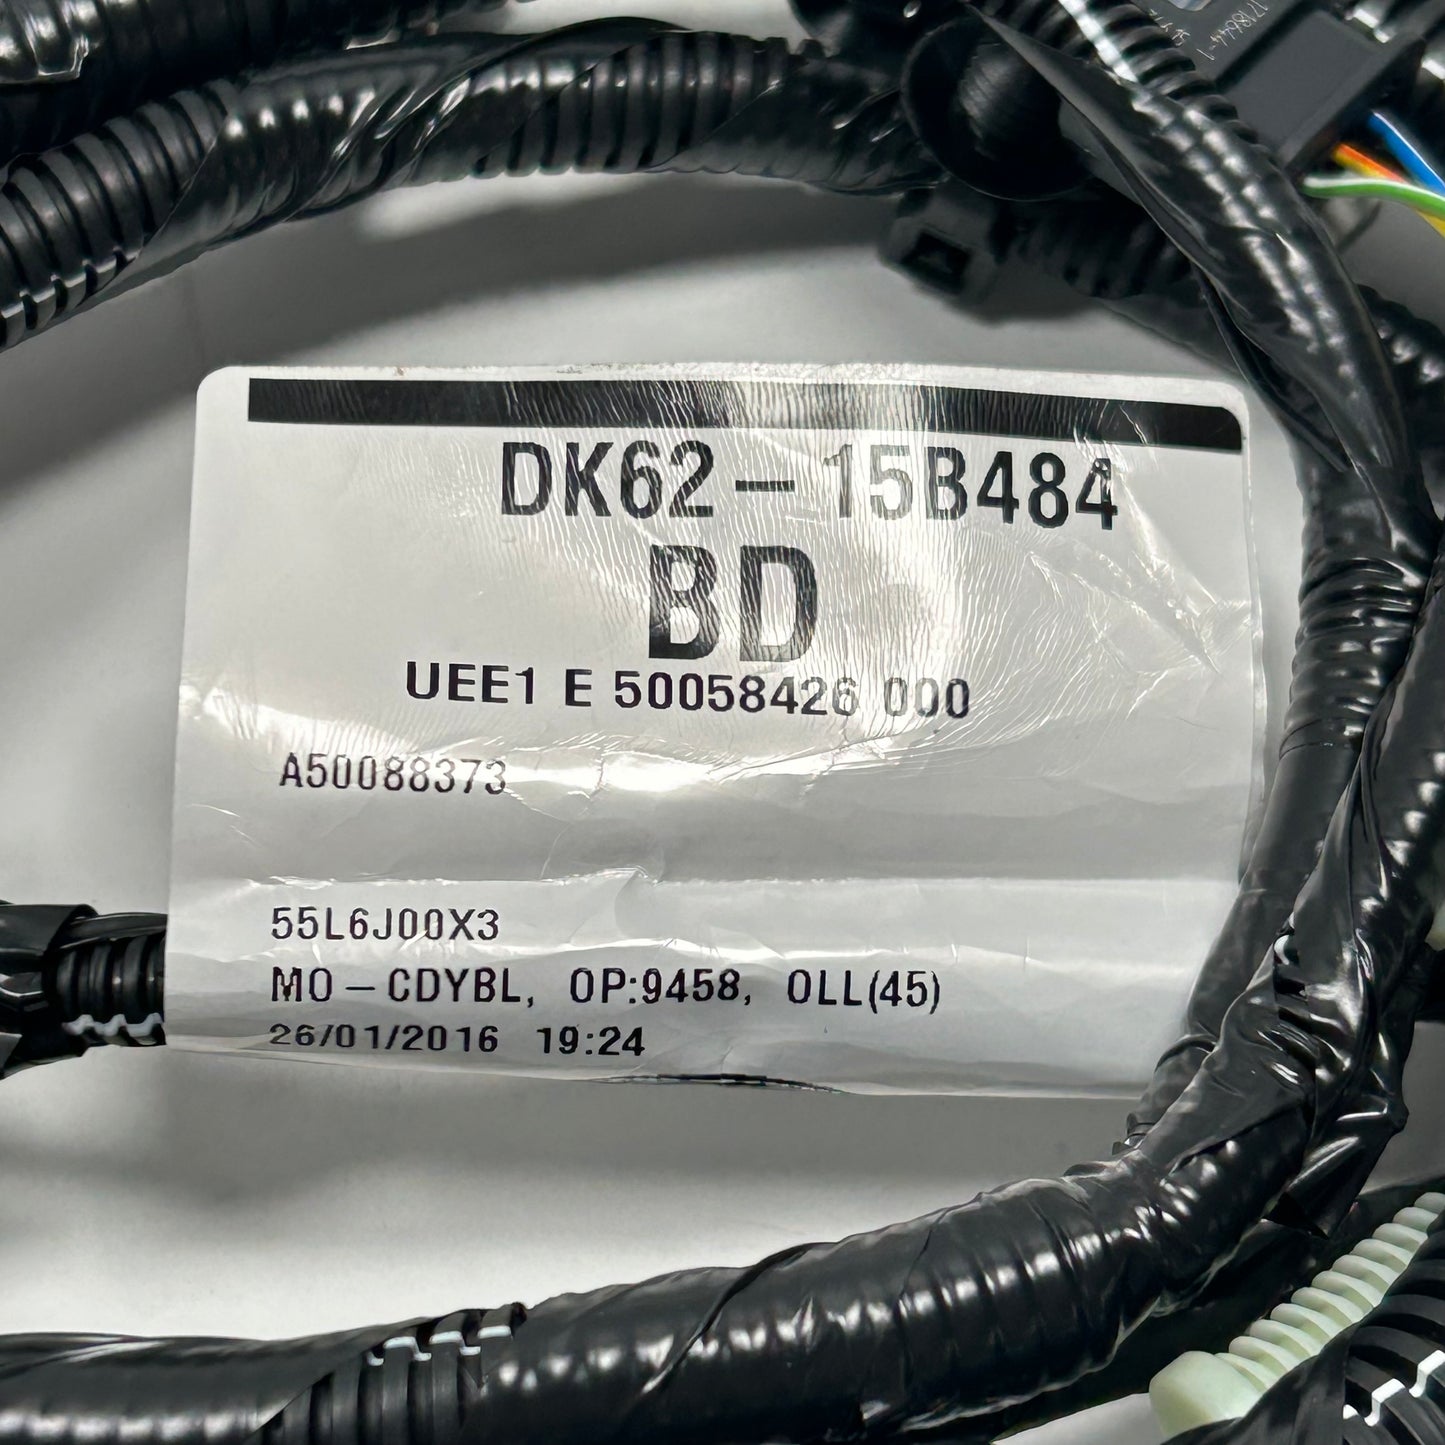 DK62-15B484
BD
UEE1 E 50058426 000
A50088373
55L6J00X3
MO-CDYBL, OP:9458, OLL(45)
26/01/2016 19:24